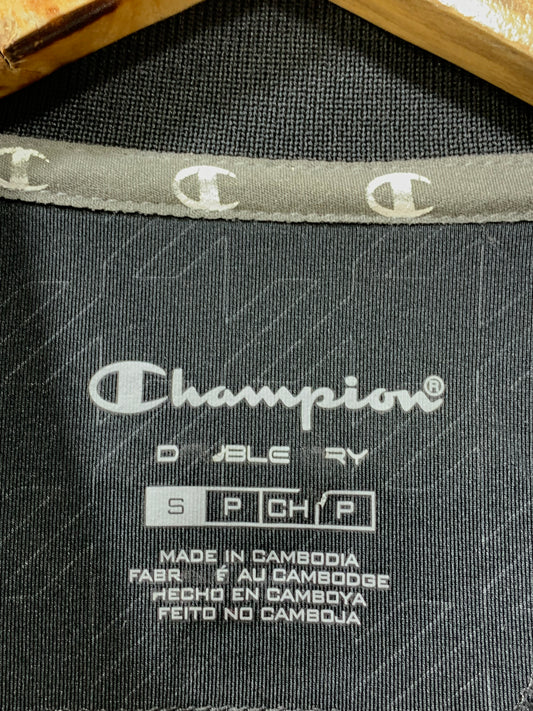 Champion®
DOUBLE DRY
S P CH P
MADE IN CAMBODIA
FABRIQUÉ AU CAMBODGE
HECHO EN CAMBOYA
FEITO NO CAMBOJA